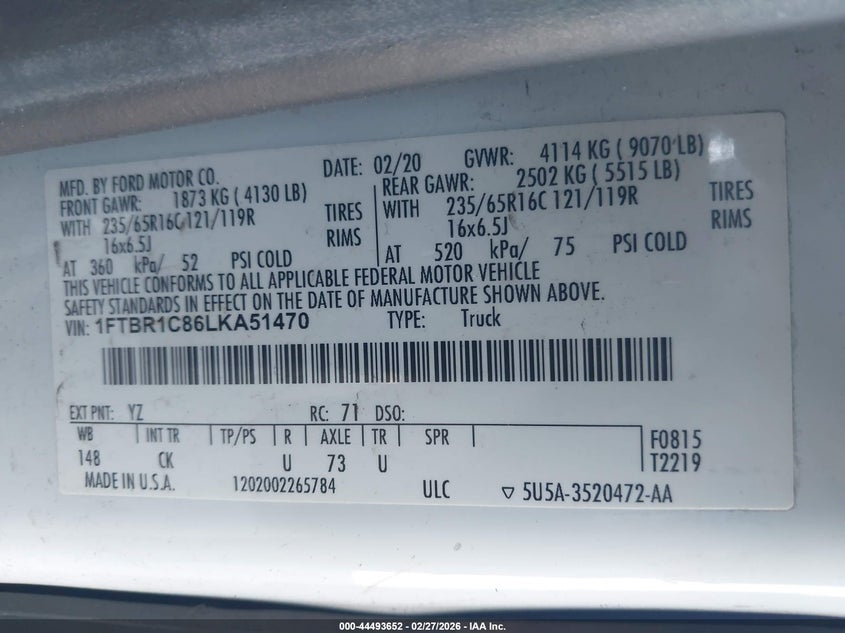 MFD. BY FORD MOTOR CO. DATE: 02/20 GVWR: 4114 KG ( 9070 LB)
FRONT GAWR: 1873 KG ( 4130 LB) REAR GAWR: 2502 KG ( 5515 LB)
WITH 235/65R16C 121/119R TIRES WITH 235/65R16C 121/119R TIRES
16x6.5J RIMS 16x6.5J RIMS
AT 360 kPa/ 52 PSI COLD AT 520 kPa/ 75 PSI COLD
THIS VEHICLE CONFORMS TO ALL APPLICABLE FEDERAL MOTOR VEHICLE
SAFETY STANDARDS IN EFFECT ON THE DATE OF MANUFACTURE SHOWN ABOVE.
VIN: 1FTBR1C86LKA51470 TYPE: Truck
EXT PNT: YZ RC: 71 DSO:
WB INT TR TP/PS R AXLE TR SPR F0815
148 CK U 73 U T2219
MADE IN U.S.A. 1202002265784 ULC ▽ 5U5A-3520472-AA
000-44493652 - 02/27/2026 - IAA Inc.